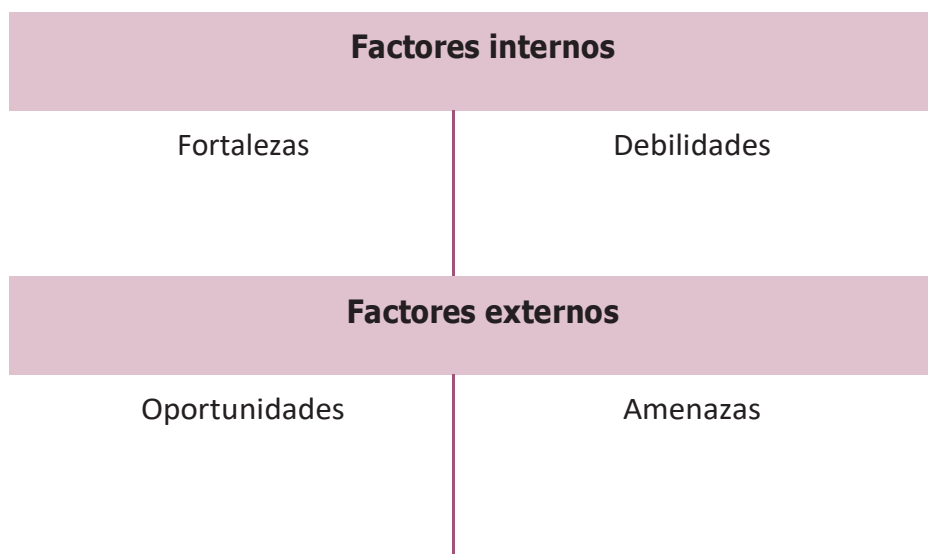 Factores internos
Fortalezas Debilidades
Factores externos
Oportunidades Amenazas